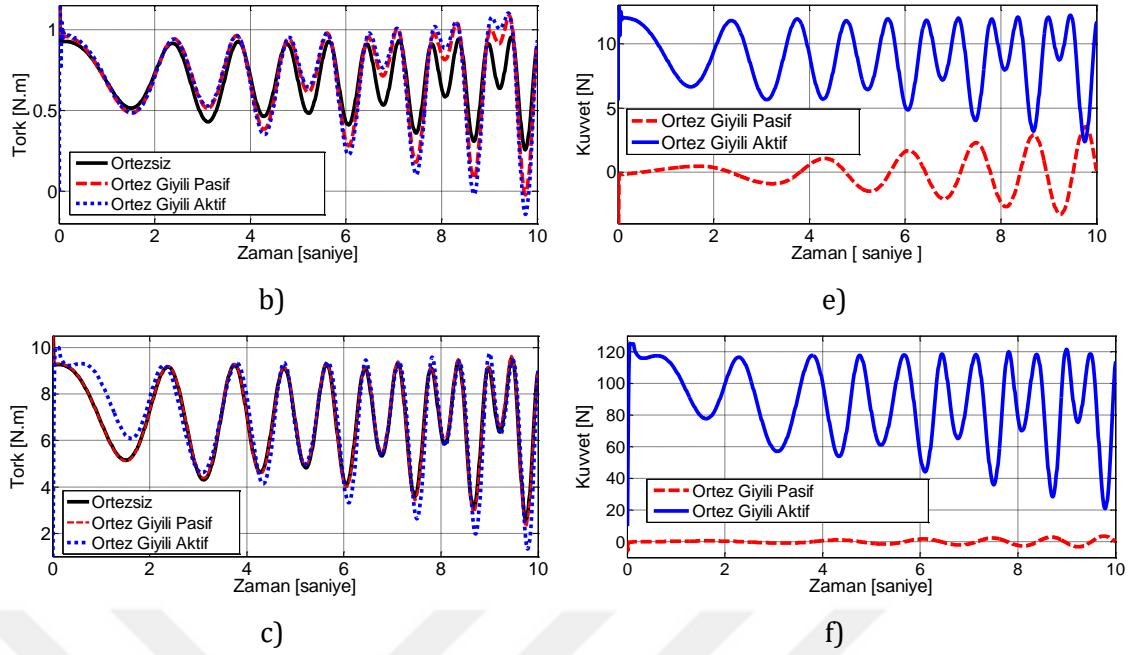 1
0.5
0
Tork [N.m]
Ortezsiz
Ortez Giyili Pasif
Ortez Giyili Aktif
0 2 4 6 8 10
Zaman [saniye]
b)
10
5
0
Kuvvet [N]
Ortez Giyili Pasif
Ortez Giyili Aktif
0 2 4 6 8 10
Zaman [ saniye ]
e)
10
8
6
4
2
Tork [N.m]
Ortezsiz
Ortez Giyili Pasif
Ortez Giyili Aktif
0 2 4 6 8 10
Zaman [saniye]
c)
120
100
80
60
40
20
0
Kuvvet [N]
Ortez Giyili Pasif
Ortez Giyili Aktif
0 2 4 6 8 10
Zaman [saniye]
f)